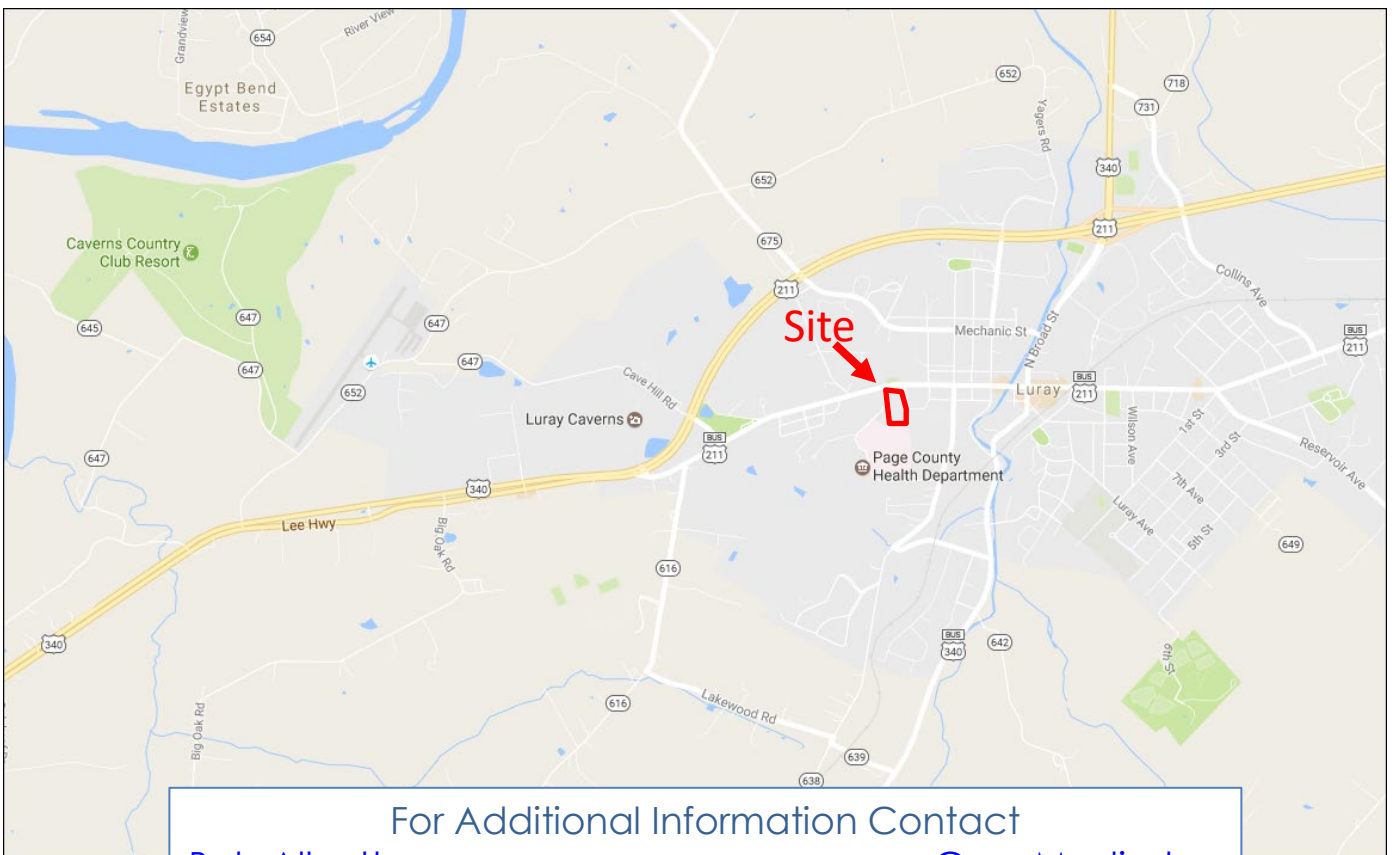 Grandview
654
River View
Egypt Bend
Estates
652
718
731
Yagers Rd
340
652
211
675
Caverns Country
Club Resort
Collins Ave
211
647
645
647
647
Site
Mechanic St
N Broad St
BUS
211
647
652
Cave Hill Rd
Luray
BUS
211
Luray Caverns
BUS
211
Wilson Ave
1st St
3rd St
Reservoir Ave
647
Page County
Health Department
7th Ave
340
Luray Ave
5th St
Lee Hwy
Big Oak Rd
649
616
340
BUS
340
642
6th St
616
Lakewood Rd
Big Oak Rd
639
638
For Additional Information Contact